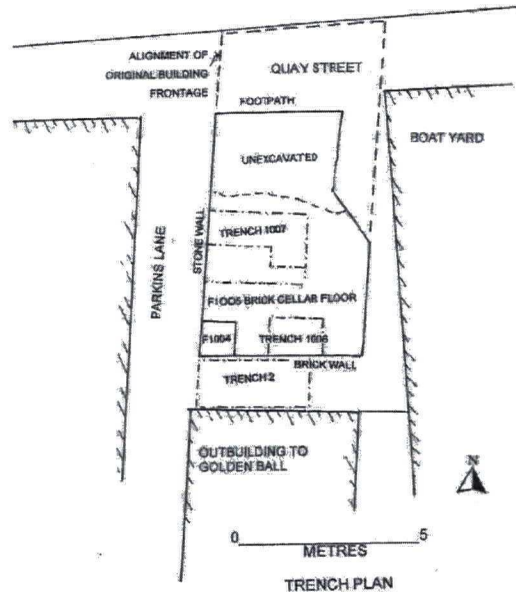 ALIGNMENT OF
ORIGINAL BUILDING
FRONTAGE
QUAY STREET
FOOTPATH
BOAT YARD
UNEXCAVATED
PARKINS LANE
STONE WALL
TRENCH 1007
F1005 BRICK CELLAR FLOOR
F1004
TRENCH 1006
BRICK WALL
TRENCH 2
OUTBUILDING TO
GOLDEN BALL
N
0 5
METRES
TRENCH PLAN